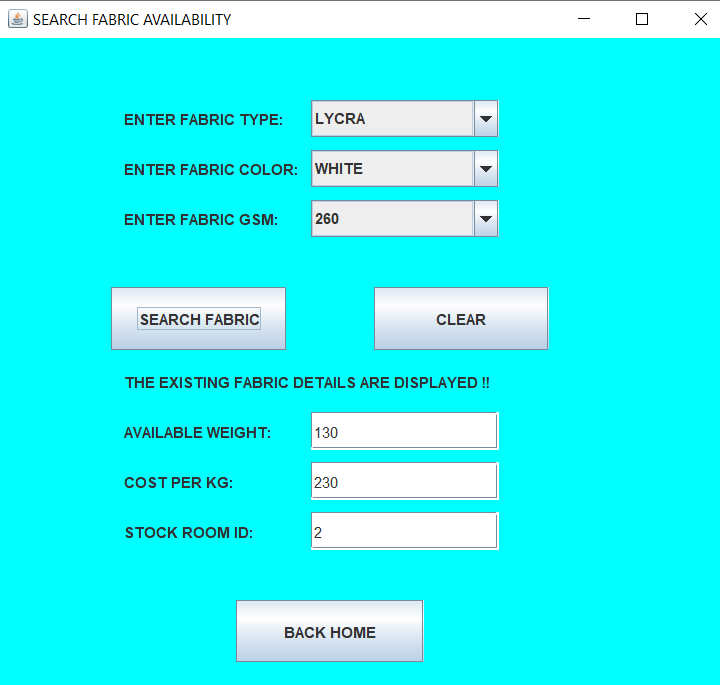 SEARCH FABRIC AVAILABILITY
ENTER FABRIC TYPE: LYCRA
ENTER FABRIC COLOR: WHITE
ENTER FABRIC GSM: 260
SEARCH FABRIC CLEAR
THE EXISTING FABRIC DETAILS ARE DISPLAYED !!
AVAILABLE WEIGHT: 130
COST PER KG: 230
STOCK ROOM ID: 2
BACK HOME